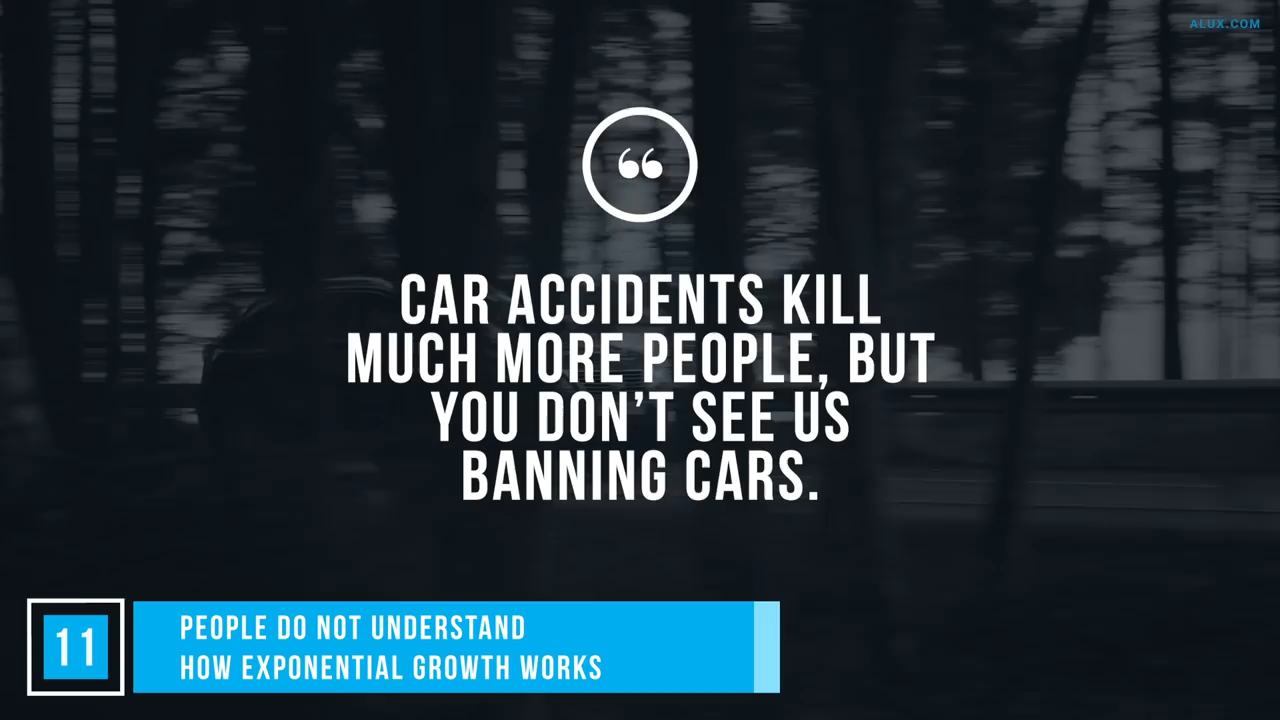 ALUX.COM
“
CAR ACCIDENTS KILL
MUCH MORE PEOPLE, BUT
YOU DON’T SEE US
BANNING CARS.
11
PEOPLE DO NOT UNDERSTAND
HOW EXPONENTIAL GROWTH WORKS